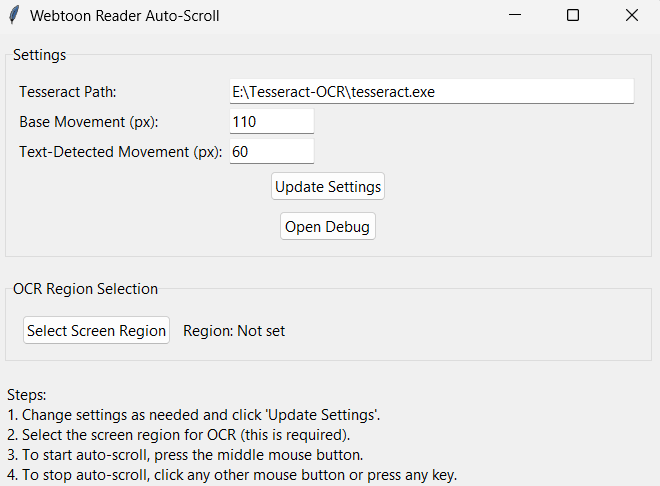 Webtoon Reader Auto-Scroll
Settings
Tesseract Path: E:\Tesseract-OCR\tesseract.exe
Base Movement (px): 110
Text-Detected Movement (px): 60
Update Settings
Open Debug
OCR Region Selection
Select Screen Region Region: Not set
Steps:
1. Change settings as needed and click 'Update Settings'.
2. Select the screen region for OCR (this is required).
3. To start auto-scroll, press the middle mouse button.
4. To stop auto-scroll, click any other mouse button or press any key.